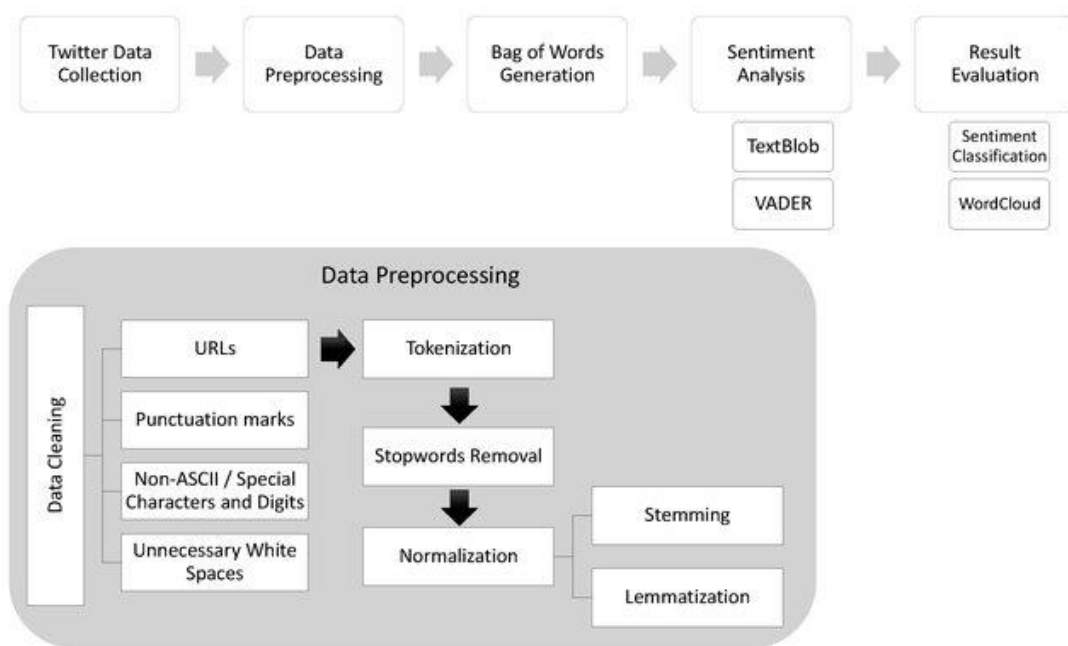 Twitter Data
Collection
Data
Preprocessing
Bag of Words
Generation
Sentiment
Analysis
Result
Evaluation
TextBlob
VADER
Sentiment
Classification
WordCloud
Data Preprocessing
Data Cleaning
URLs
Punctuation marks
Non-ASCII / Special
Characters and Digits
Unnecessary White
Spaces
Tokenization
Stopwords Removal
Normalization
Stemming
Lemmatization